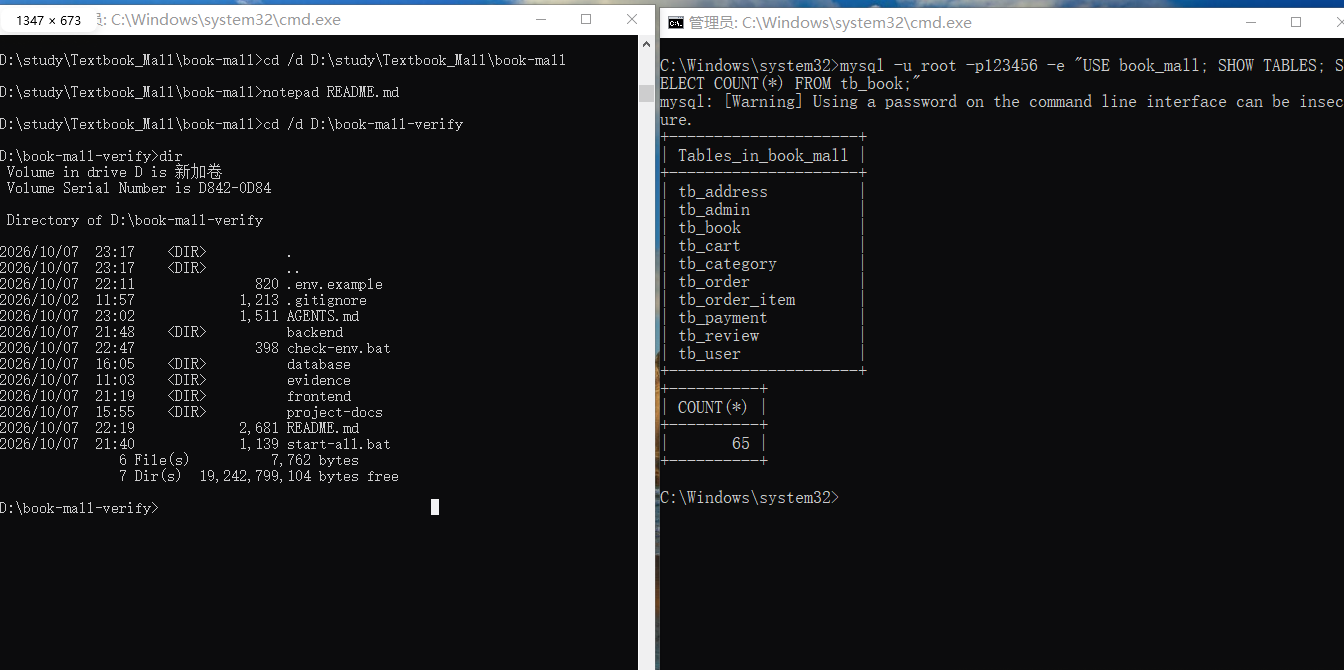 1347 × 673
员: C:\Windows\system32\cmd.exe
D:\study\Textbook_Mall\book-mall>cd /d D:\study\Textbook_Mall\book-mall
D:\study\Textbook_Mall\book-mall>notepad README.md
D:\study\Textbook_Mall\book-mall>cd /d D:\book-mall-verify
D:\book-mall-verify>dir
 Volume in drive D is 新加卷
 Volume Serial Number is D842-0D84
 Directory of D:\book-mall-verify
2026/10/07  23:17    <DIR>          .
2026/10/07  23:17    <DIR>          ..
2026/10/07  22:11               820 .env.example
2026/10/02  11:57             1,213 .gitignore
2026/10/07  23:02             1,511 AGENTS.md
2026/10/07  21:48    <DIR>          backend
2026/10/07  22:47               398 check-env.bat
2026/10/07  16:05    <DIR>          database
2026/10/07  11:03    <DIR>          evidence
2026/10/07  21:19    <DIR>          frontend
2026/10/07  15:55    <DIR>          project-docs
2026/10/07  22:19             2,681 README.md
2026/10/07  21:40             1,139 start-all.bat
               6 File(s)          7,762 bytes
               7 Dir(s)  19,242,799,104 bytes free
D:\book-mall-verify>
管理员: C:\Windows\system32\cmd.exe
C:\Windows\system32>mysql -u root -p123456 -e "USE book_mall; SHOW TABLES; S
ELECT COUNT(*) FROM tb_book;"
mysql: [Warning] Using a password on the command line interface can be insec
ure.
+---------------------+
| Tables_in_book_mall |
+---------------------+
| tb_address          |
| tb_admin            |
| tb_book             |
| tb_cart             |
| tb_category         |
| tb_order            |
| tb_order_item       |
| tb_payment          |
| tb_review           |
| tb_user             |
+---------------------+
+----------+
| COUNT(*) |
+----------+
|       65 |
+----------+
C:\Windows\system32>